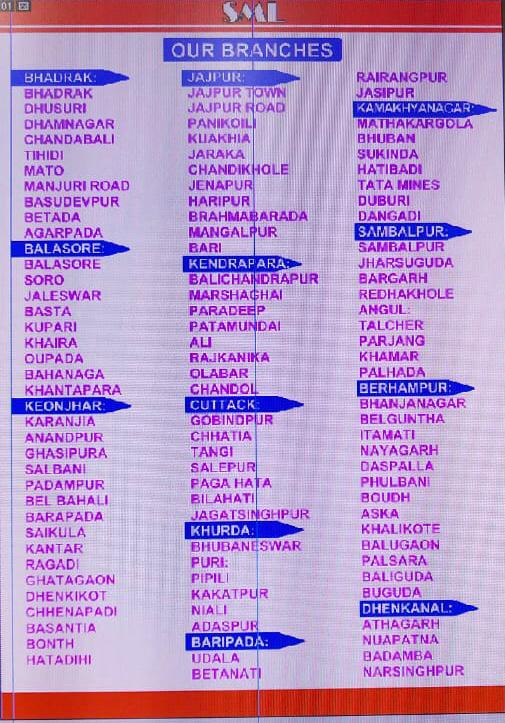 01
SML
OUR BRANCHES
BHADRAK:
BHADRAK
DHUSURI
DHAMNAGAR
CHANDABALI
TIHIDI
MATO
MANJURI ROAD
BASUDEVPUR
BETADA
AGARPADA
BALASORE:
BALASORE
SORO
JALESWAR
BASTA
KUPARI
KHAIRA
OUPADA
BAHANAGA
KHANTAPARA
KEONJHAR:
KARANJIA
ANANDPUR
GHASIPURA
SALBANI
PADAMPUR
BEL BAHALI
BARAPADA
SAIKULA
KANTAR
RAGADI
GHATAGAON
DHENKIKOT
CHHENAPADI
BASANTIA
BONTH
HATADIHI
JAJPUR:
JAJPUR TOWN
JAJPUR ROAD
PANIKOILI
KUAKHIA
JARAKA
CHANDIKHOLE
JENAPUR
HARIPUR
BRAHMABARADA
MANGALPUR
BARI
KENDRAPARA:
BALICHANDRAPUR
MARSHAGHAI
PARADEEP
PATAMUNDAI
ALI
RAJKANIKA
OLABAR
CHANDOL
CUTTACK:
GOBINDPUR
CHHATIA
TANGI
SALEPUR
PAGA HATA
BILAHATI
JAGATSINGHPUR
KHURDA:
BHUBANESWAR
PURI:
PIPILI
KAKATPUR
NIALI
ADASPUR
BARIPADA:
UDALA
BETANATI
RAIRANGPUR
JASIPUR
KAMAKHYANAGAR:
MATHAKARGOLA
BHUBAN
SUKINDA
HATIBADI
TATA MINES
DUBURI
DANGADI
SAMBALPUR:
SAMBALPUR
JHARSUGUDA
BARGARH
REDHAKHOLE
ANGUL:
TALCHER
PARJANG
KHAMAR
PALHADA
BERHAMPUR:
BHANJANAGAR
BELGUNTHA
ITAMATI
NAYAGARH
DASPALLA
PHULBANI
BOUDH
ASKA
KHALIKOTE
BALUGAON
PALSARA
BALIGUDA
BUGUDA
DHENKANAL:
ATHAGARH
NUAPATNA
BADAMBA
NARSINGHPUR